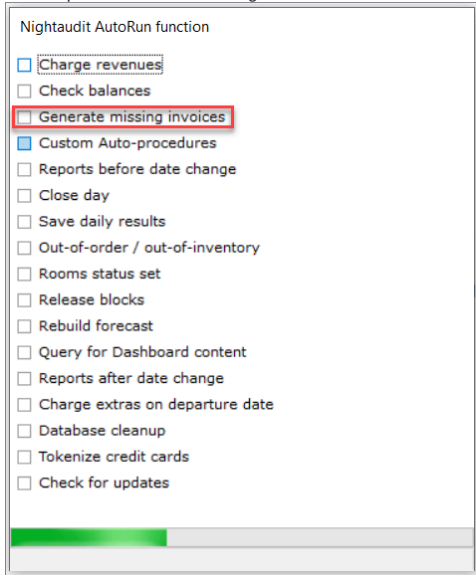 Nightaudit AutoRun function
Charge revenues
Check balances
Generate missing invoices
Custom Auto-procedures
Reports before date change
Close day
Save daily results
Out-of-order / out-of-inventory
Rooms status set
Release blocks
Rebuild forecast
Query for Dashboard content
Reports after date change
Charge extras on departure date
Database cleanup
Tokenize credit cards
Check for updates